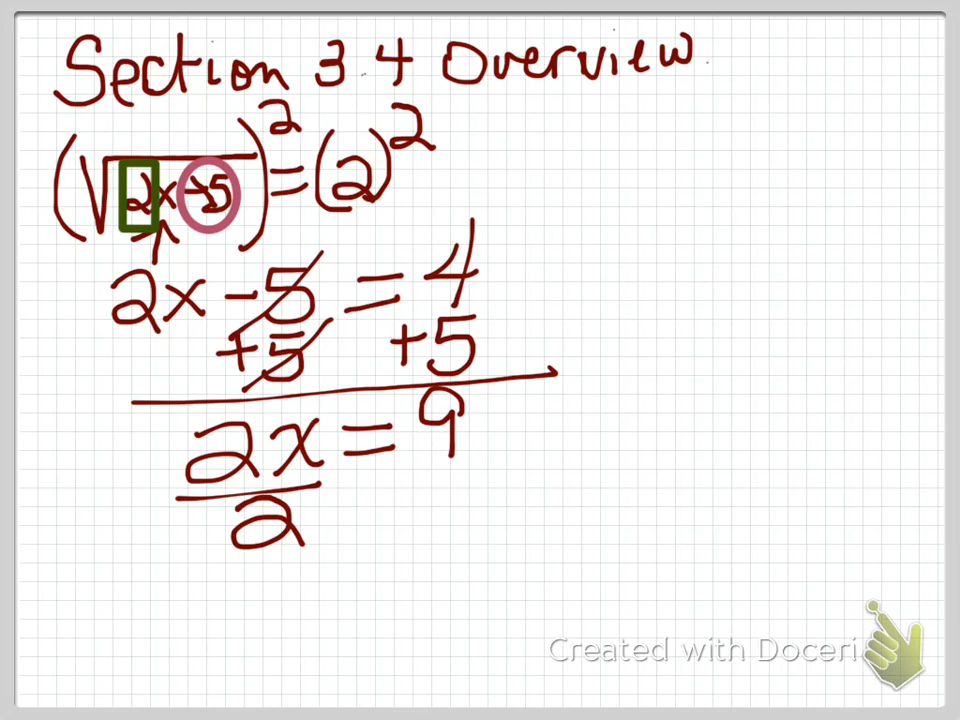 Section 3.4 Overview
(√2x-5)² = (2)²
2x - 5 = 4
+5 +5
2x = 9
2
Created with Doceri